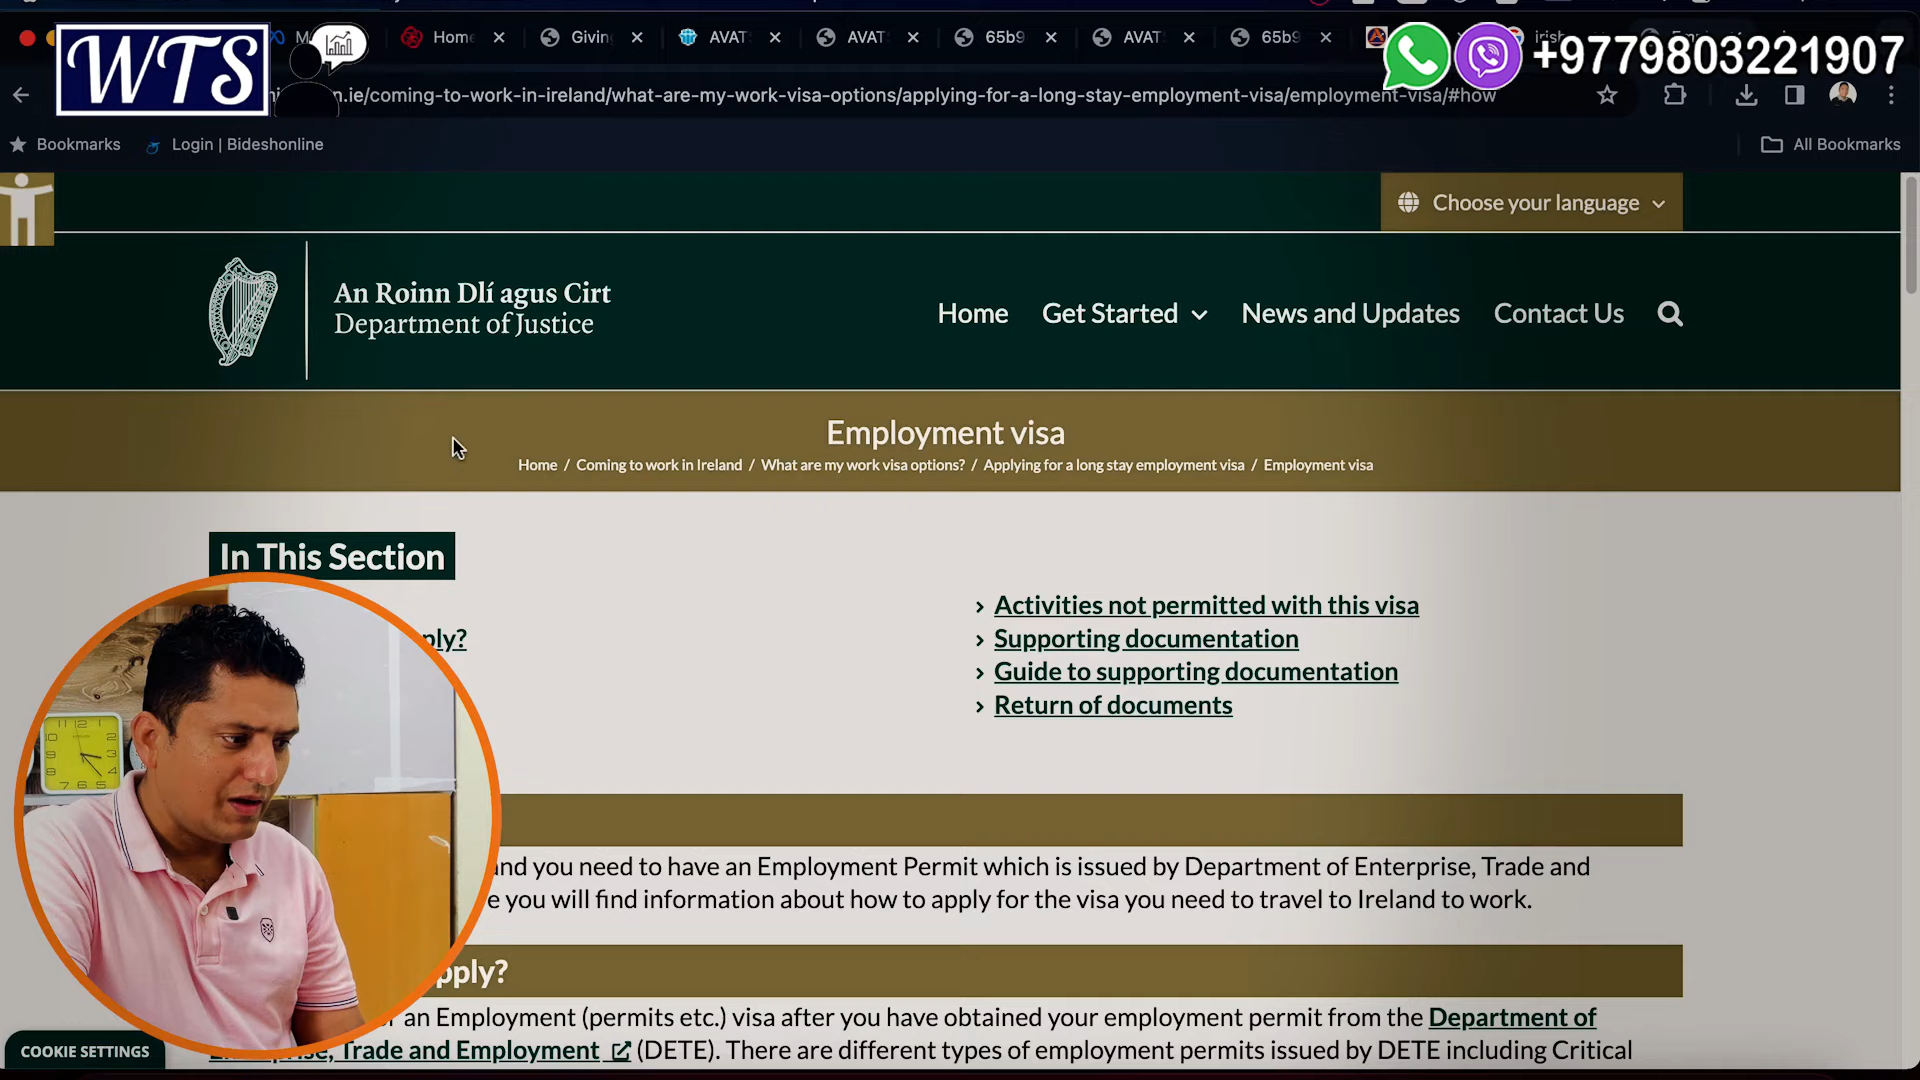 WTS
Home
Givin
AVAT
AVAT
65b9
AVAT
65b9
+9779803221907
n.ie/coming-to-work-in-ireland/what-are-my-work-visa-options/applying-for-a-long-stay-employment-visa/employment-visa/#how
Bookmarks
Login | Bideshonline
All Bookmarks
Choose your language
An Roinn Dlí agus Cirt
Department of Justice
Home
Get Started
News and Updates
Contact Us
Employment visa
Home / Coming to work in Ireland / What are my work visa options? / Applying for a long stay employment visa / Employment visa
In This Section
ply?
Activities not permitted with this visa
Supporting documentation
Guide to supporting documentation
Return of documents
and you need to have an Employment Permit which is issued by Department of Enterprise, Trade and
e you will find information about how to apply for the visa you need to travel to Ireland to work.
pply?
or an Employment (permits etc.) visa after you have obtained your employment permit from the Department of
Enterprise, Trade and Employment (DETE). There are different types of employment permits issued by DETE including Critical
COOKIE SETTINGS